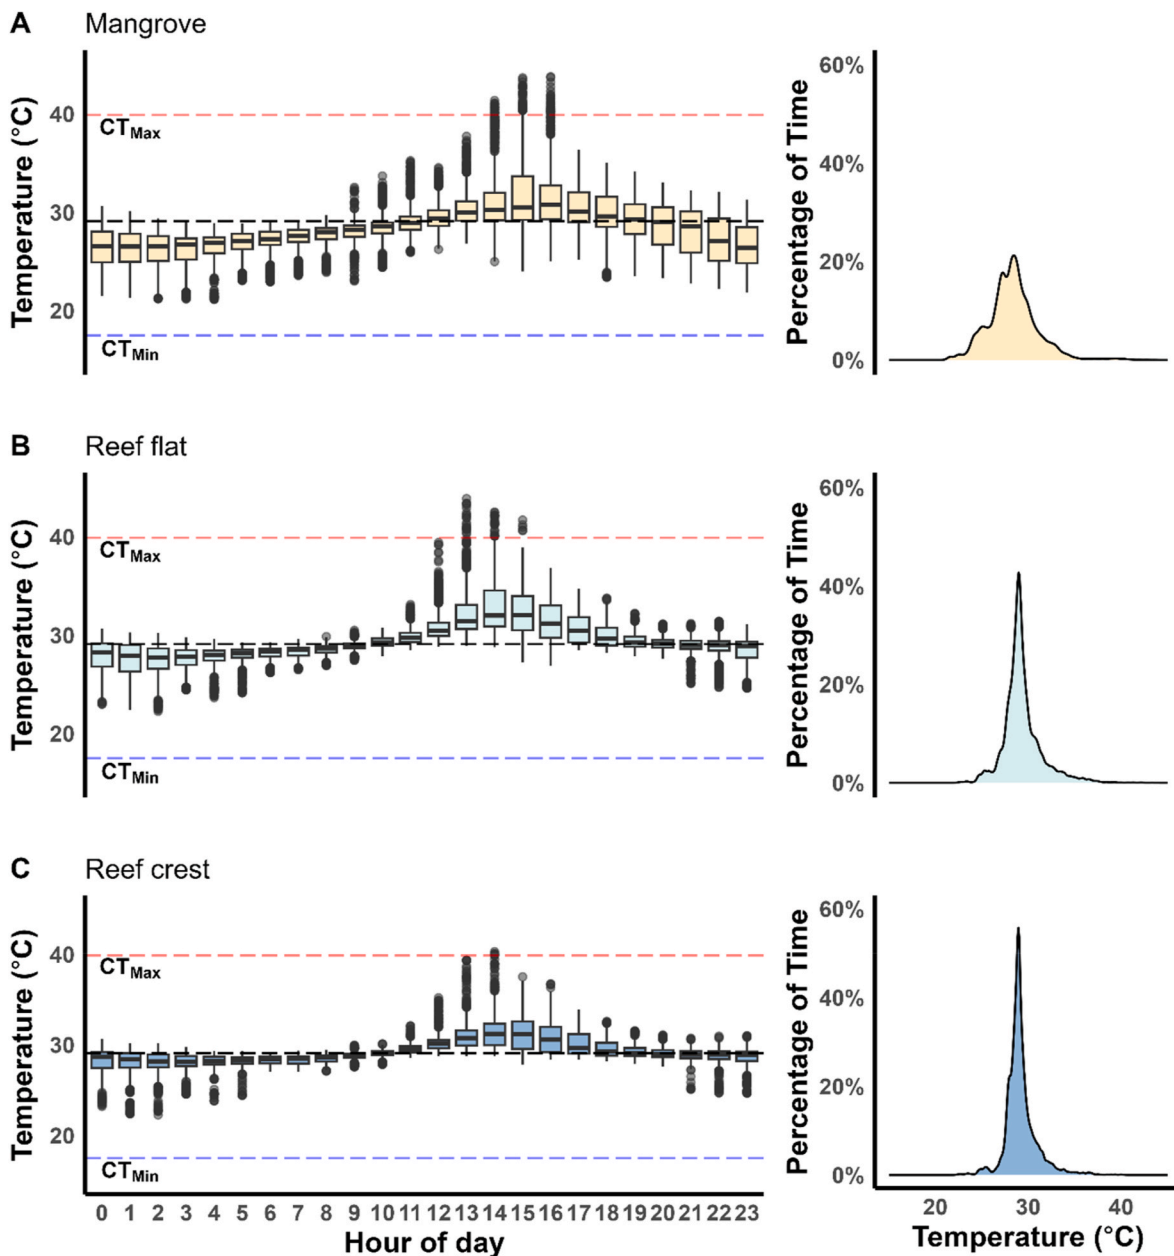 A Mangrove
Temperature (°C)
40
30
20
CTMax
CTMin
Percentage of Time
60%
40%
20%
0%
B Reef flat
Temperature (°C)
40
30
20
CTMax
CTMin
Percentage of Time
60%
40%
20%
0%
C Reef crest
Temperature (°C)
40
30
20
CTMax
CTMin
Percentage of Time
60%
40%
20%
0%
0 1 2 3 4 5 6 7 8 9 10 11 12 13 14 15 16 17 18 19 20 21 22 23
Hour of day
20 30 40
Temperature (°C)